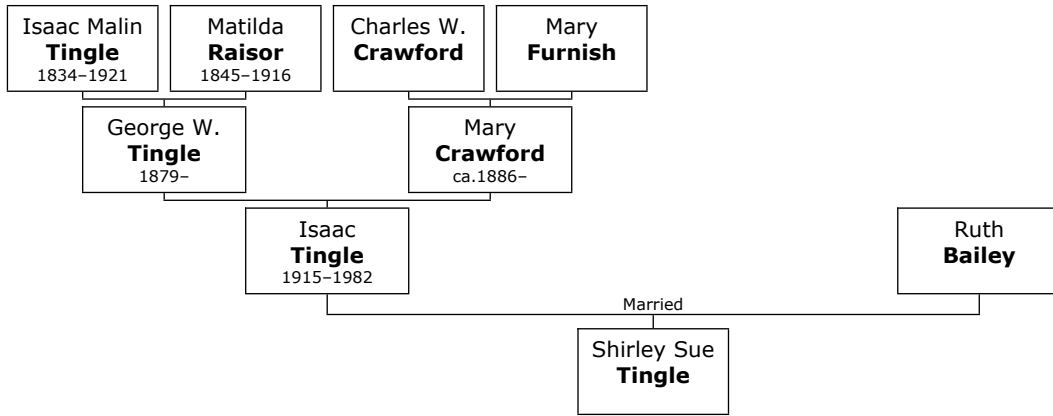 Isaac Malin
Tingle
1834–1921
Matilda
Raisor
1845–1916
Charles W.
Crawford
Mary
Furnish
George W.
Tingle
1879–
Mary
Crawford
ca.1886–
Isaac
Tingle
1915–1982
Ruth
Bailey
Married
Shirley Sue
Tingle